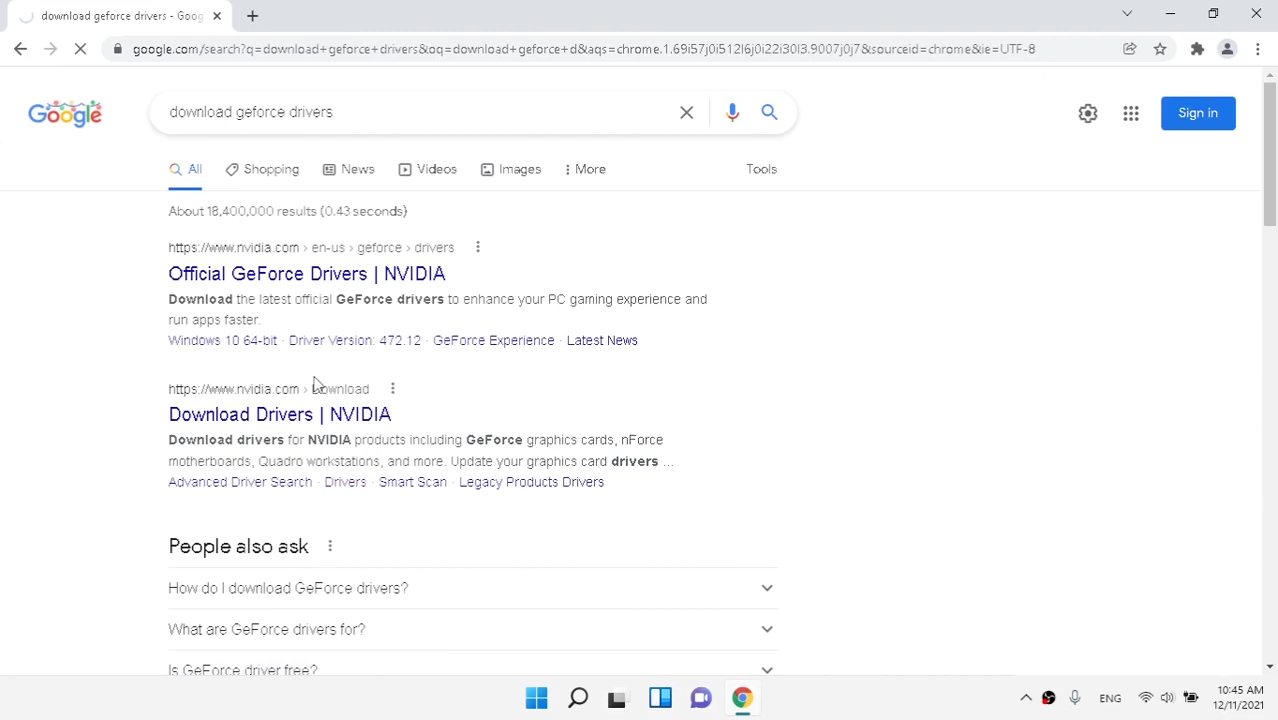 download geforce drivers - Goog
google.com/search?q=download+geforce+drivers&oq=download+geforce+d&aqs=chrome.1.69i57j0i512l6j0i22i30l3.9007j0j7&sourceid=chrome&ie=UTF-8
Google
download geforce drivers
Sign in
All Shopping News Videos Images More Tools
About 18,400,000 results (0.43 seconds)
https://www.nvidia.com › en-us › geforce › drivers
Official GeForce Drivers | NVIDIA
Download the latest official GeForce drivers to enhance your PC gaming experience and
run apps faster.
Windows 10 64-bit · Driver Version: 472.12 · GeForce Experience · Latest News
https://www.nvidia.com › Download
Download Drivers | NVIDIA
Download drivers for NVIDIA products including GeForce graphics cards, nForce
motherboards, Quadro workstations, and more. Update your graphics card drivers ...
Advanced Driver Search · Drivers · Smart Scan · Legacy Products Drivers
People also ask
How do I download GeForce drivers?
What are GeForce drivers for?
Is GeForce driver free?
ENG
10:45 AM
12/11/2021